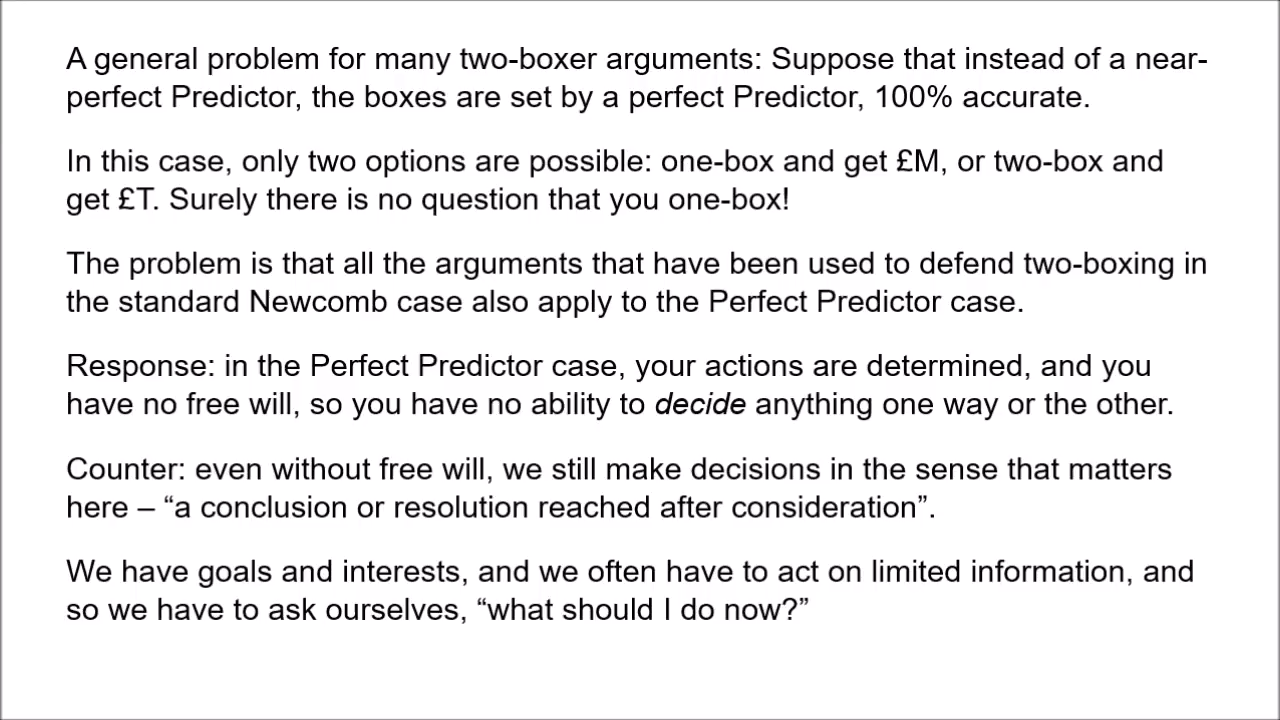 A general problem for many two-boxer arguments: Suppose that instead of a near-
perfect Predictor, the boxes are set by a perfect Predictor, 100% accurate.
In this case, only two options are possible: one-box and get £M, or two-box and
get £T. Surely there is no question that you one-box!
The problem is that all the arguments that have been used to defend two-boxing in
the standard Newcomb case also apply to the Perfect Predictor case.
Response: in the Perfect Predictor case, your actions are determined, and you
have no free will, so you have no ability to decide anything one way or the other.
Counter: even without free will, we still make decisions in the sense that matters
here – “a conclusion or resolution reached after consideration”.
We have goals and interests, and we often have to act on limited information, and
so we have to ask ourselves, “what should I do now?”